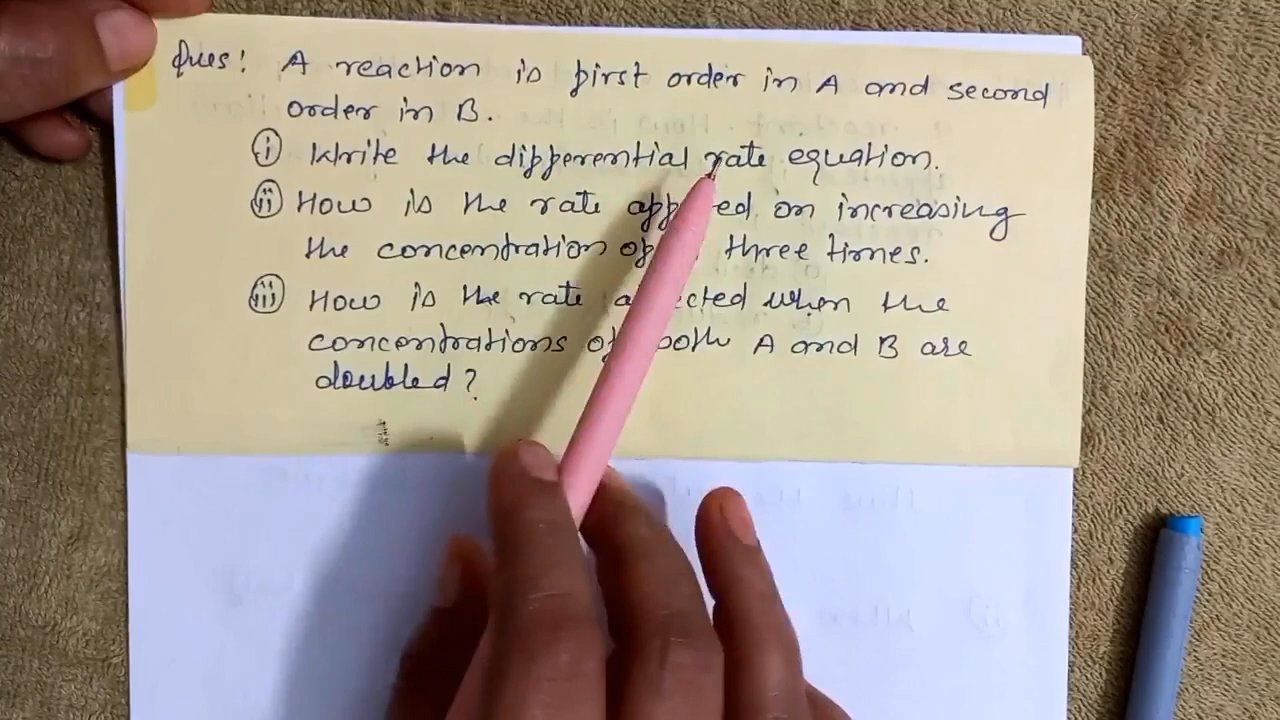 Ques: A reaction is first order in A and second
order in B.
(i) Write the differential rate equation.
(ii) How is the rate on increasing
the concentration three times.
(iii) How is the rate when the
concentrations both A and B are
doubled?